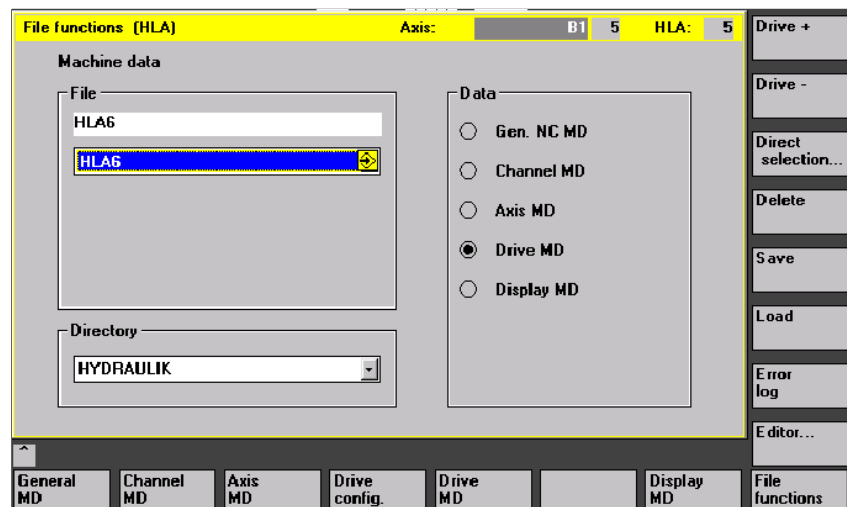 File functions (HLA) Axis: B1 5 HLA: 5
Machine data
File
HLA6
HLA6
Directory
HYDRAULIK
Data
Gen. NC MD
Channel MD
Axis MD
Drive MD
Display MD
Drive +
Drive -
Direct
selection...
Delete
Save
Load
Error
log
Editor...
^
General
MD
Channel
MD
Axis
MD
Drive
config.
Drive
MD
Display
MD
File
functions